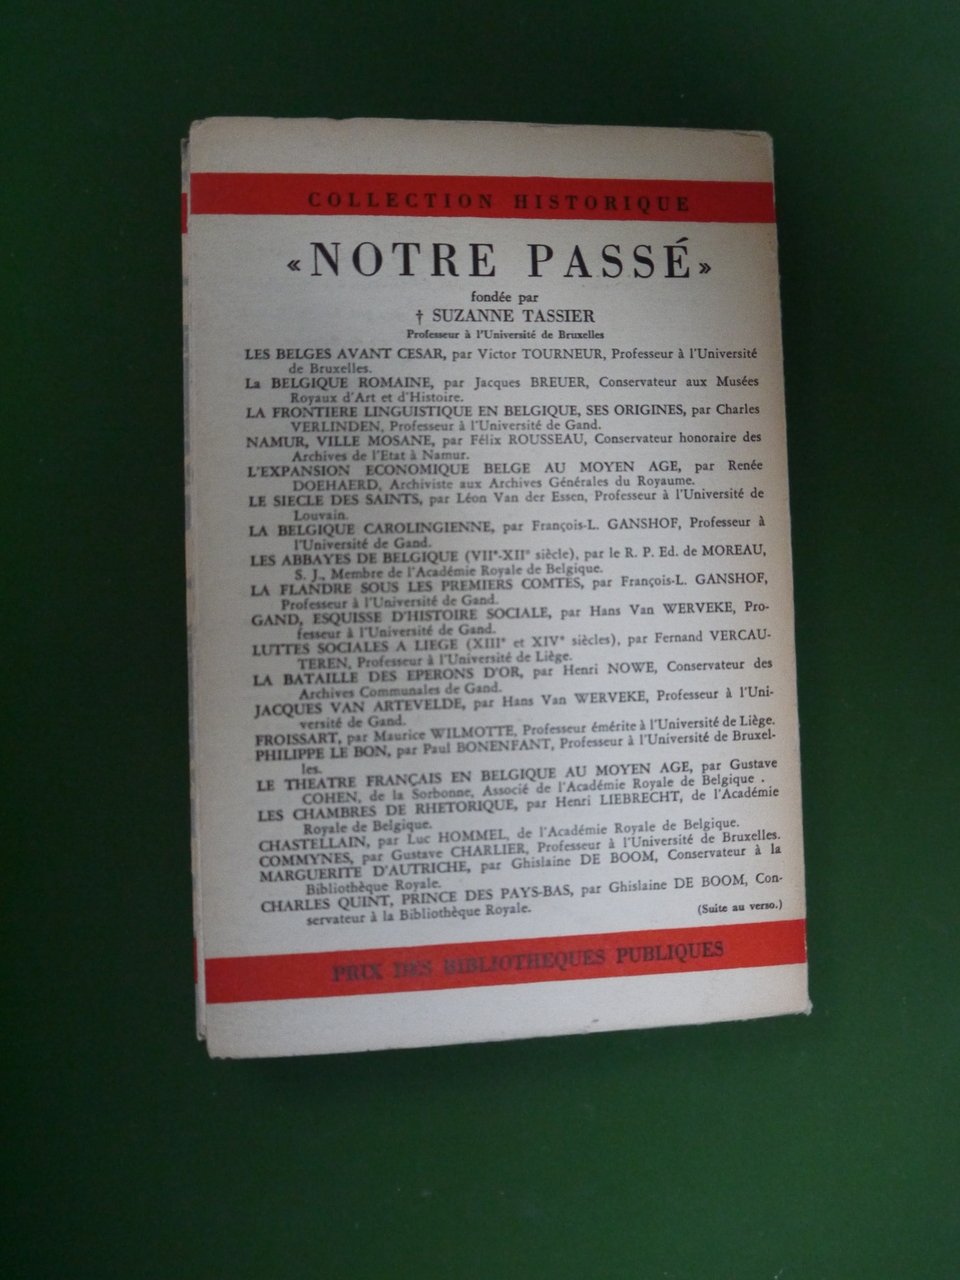 COLLECTION HISTORIQUE
« NOTRE PASSÉ »
fondée par
† SUZANNE TASSIER
Professeur à l'Université de Bruxelles
LES BELGES AVANT CESAR, par Victor TOURNEUR, Professeur à l'Université
de Bruxelles.
La BELGIQUE ROMAINE, par Jacques BREUER, Conservateur aux Musées
Royaux d'Art et d'Histoire.
LA FRONTIERE LINGUISTIQUE EN BELGIQUE, SES ORIGINES, par Charles
VERLINDEN, Professeur à l'Université de Gand.
NAMUR, VILLE MOSANE, par Félix ROUSSEAU, Conservateur honoraire des
Archives de l'Etat à Namur.
L'EXPANSION ECONOMIQUE BELGE AU MOYEN AGE, par Renée
DOEHAERD, Archiviste aux Archives Générales du Royaume.
LE SIECLE DES SAINTS, par Léon Van der Essen, Professeur à l'Université de
Louvain.
LA BELGIQUE CAROLINGIENNE, par François-L. GANSHOF, Professeur à
l'Université de Gand.
LES ABBAYES DE BELGIQUE (VIIe-XIIe siècle), par le R. P. Ed. de MOREAU,
S. J., Membre de l'Académie Royale de Belgique.
LA FLANDRE SOUS LES PREMIERS COMTES, par François-L. GANSHOF,
Professeur à l'Université de Gand.
GAND, ESQUISSE D'HISTOIRE SOCIALE, par Hans Van WERVEKE, Pro-
fesseur à l'Université de Gand.
LUTTES SOCIALES A LIEGE (XIIIe et XIVe siècles), par Fernand VERCAU-
TEREN, Professeur à l'Université de Liège.
LA BATAILLE DES EPERONS D'OR, par Henri NOWE, Conservateur des
Archives Communales de Gand.
JACQUES VAN ARTEVELDE, par Hans Van WERVEKE, Professeur à l'Uni-
versité de Gand.
FROISSART, par Maurice WILMOTTE, Professeur émérite à l'Université de Liège.
PHILIPPE LE BON, par Paul BONENFANT, Professeur à l'Université de Bruxel-
les.
LE THEATRE FRANÇAIS EN BELGIQUE AU MOYEN AGE, par Gustave
COHEN, de la Sorbonne, Associé de l'Académie Royale de Belgique .
LES CHAMBRES DE RHETORIQUE, par Henri LIEBRECHT, de l'Académie
Royale de Belgique.
CHASTELLAIN, par Luc HOMMEL, de l'Académie Royale de Belgique.
COMMYNES, par Gustave CHARLIER, Professeur à l'Université de Bruxelles.
MARGUERITE D'AUTRICHE, par Ghislaine DE BOOM, Conservateur à la
Bibliothèque Royale.
CHARLES QUINT, PRINCE DES PAYS-BAS, par Ghislaine DE BOOM, Con-
servateur à la Bibliothèque Royale.
(Suite au verso.)
PRIX DES BIBLIOTHEQUES PUBLIQUES